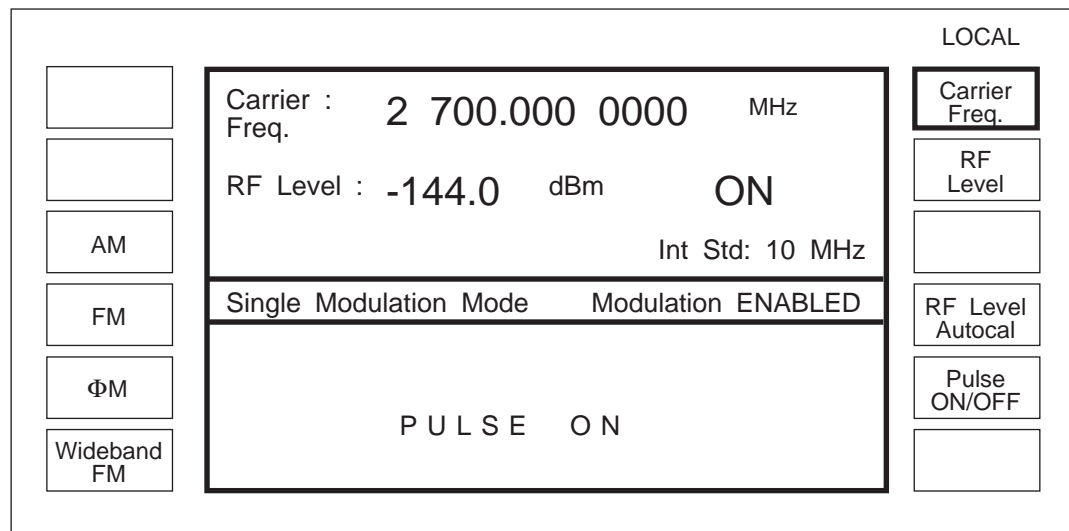 LOCAL
Carrier :
Freq.
2 700.000 0000 MHz
RF Level : -144.0 dBm ON
Int Std: 10 MHz
Single Modulation Mode Modulation ENABLED
PULSE ON
AM
FM
ΦM
Wideband
FM
Carrier
Freq.
RF
Level
RF Level
Autocal
Pulse
ON/OFF